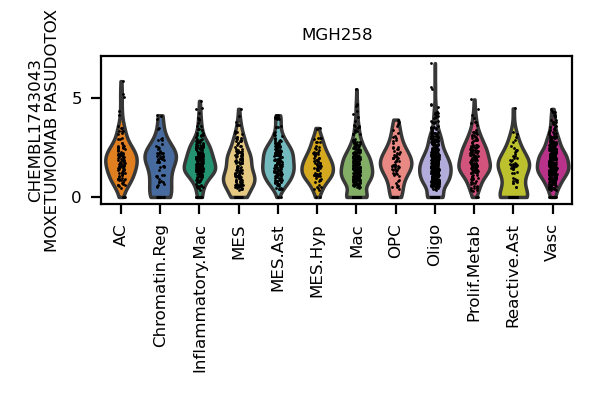 MGH258
CHEMBL1743043
MOXETUMOMAB PASUDOTOX
5
0
AC
Chromatin.Reg
Inflammatory.Mac
MES
MES.Ast
MES.Hyp
Mac
OPC
Oligo
Prolif.Metab
Reactive.Ast
Vasc